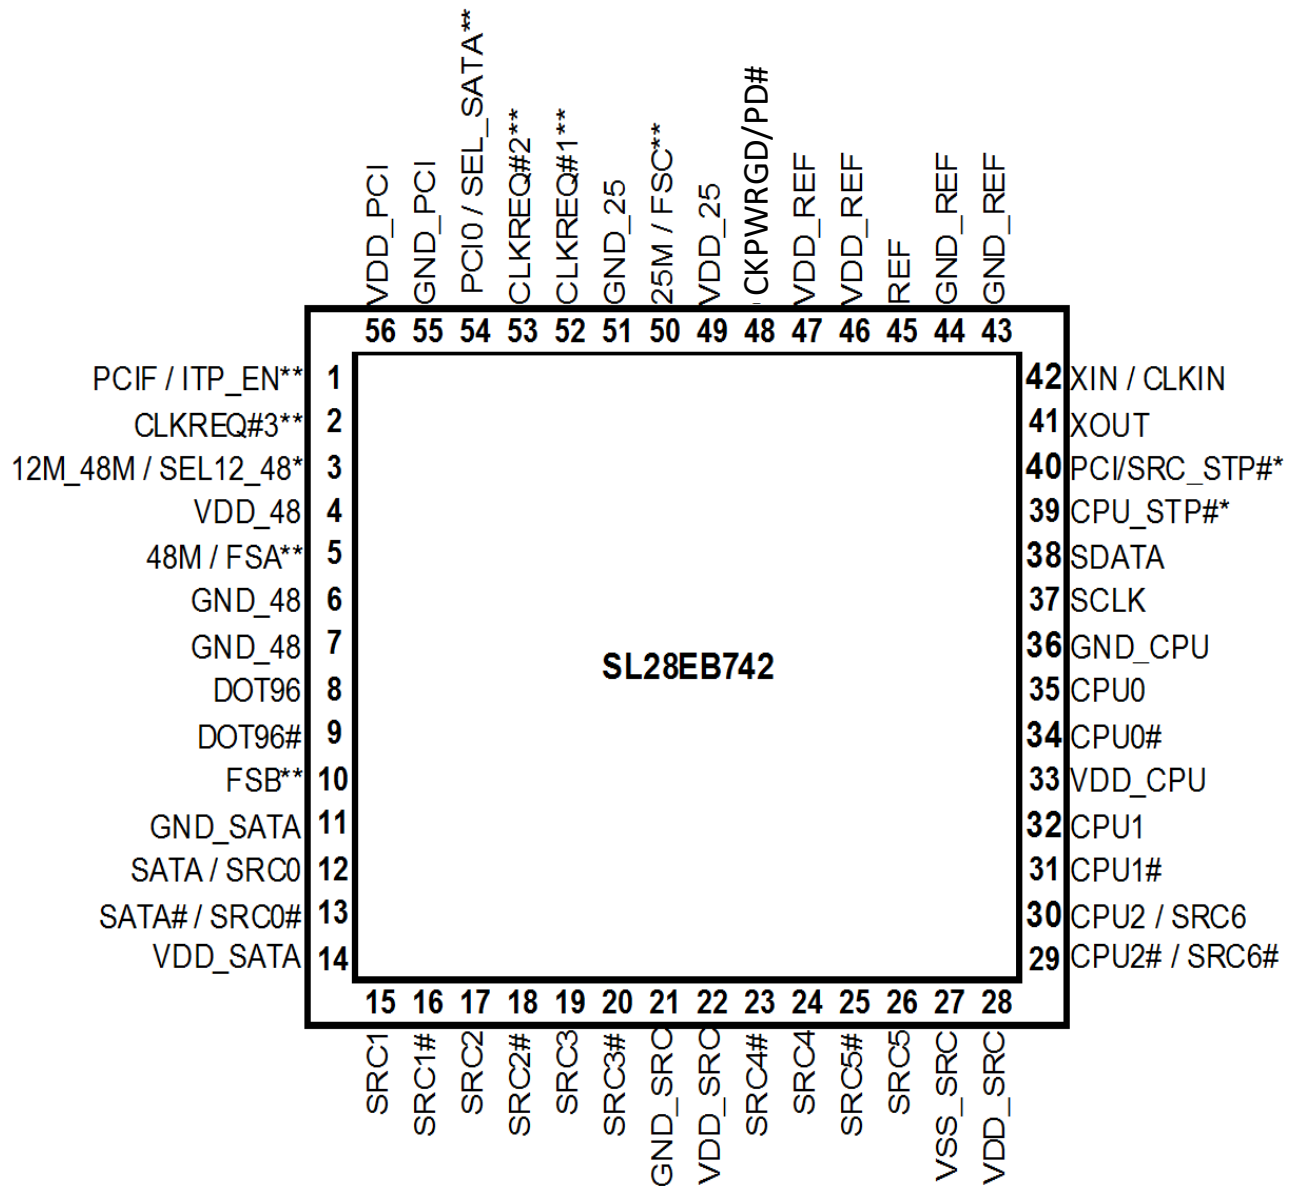 VDD_PCI
GND_PCI
PCI0 / SEL_SATA**
CLKREQ#2**
CLKREQ#1**
GND_25
25M / FSC**
VDD_25
CKPWRGD/PD#
VDD_REF
VDD_REF
REF
GND_REF
GND_REF
56 55 54 53 52 51 50 49 48 47 46 45 44 43
PCIF / ITP_EN** 1
CLKREQ#3** 2
12M_48M / SEL12_48* 3
VDD_48 4
48M / FSA** 5
GND_48 6
GND_48 7
DOT96 8
DOT96# 9
FSB** 10
GND_SATA 11
SATA / SRC0 12
SATA# / SRC0# 13
VDD_SATA 14
SL28EB742
42 XIN / CLKIN
41 XOUT
40 PCI/SRC_STP#*
39 CPU_STP#*
38 SDATA
37 SCLK
36 GND_CPU
35 CPU0
34 CPU0#
33 VDD_CPU
32 CPU1
31 CPU1#
30 CPU2 / SRC6
29 CPU2# / SRC6#
15 16 17 18 19 20 21 22 23 24 25 26 27 28
SRC1
SRC1#
SRC2
SRC2#
SRC3
SRC3#
GND_SRC
VDD_SRC
SRC4#
SRC4
SRC5#
SRC5
VSS_SRC
VDD_SRC